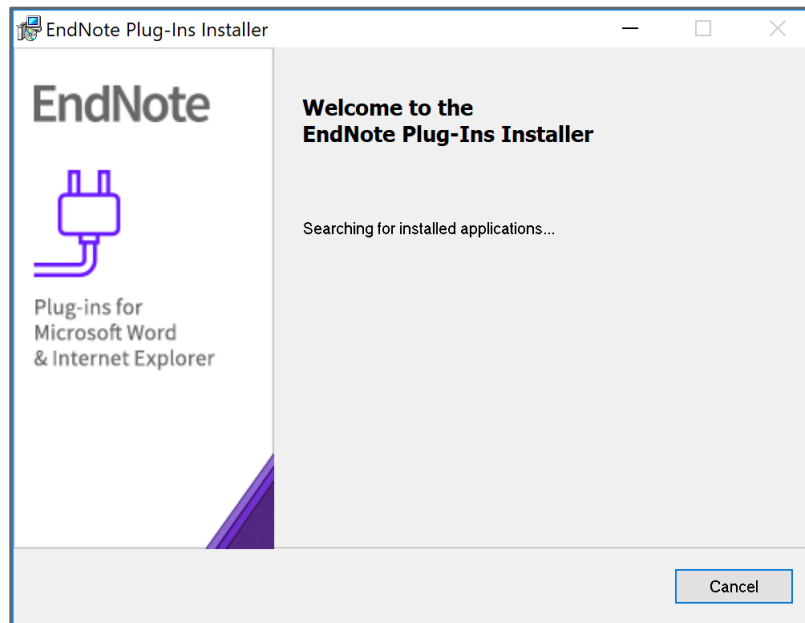 EndNote Plug-Ins Installer
EndNote
Plug-ins for
Microsoft Word
& Internet Explorer
Welcome to the
EndNote Plug-Ins Installer
Searching for installed applications...
Cancel